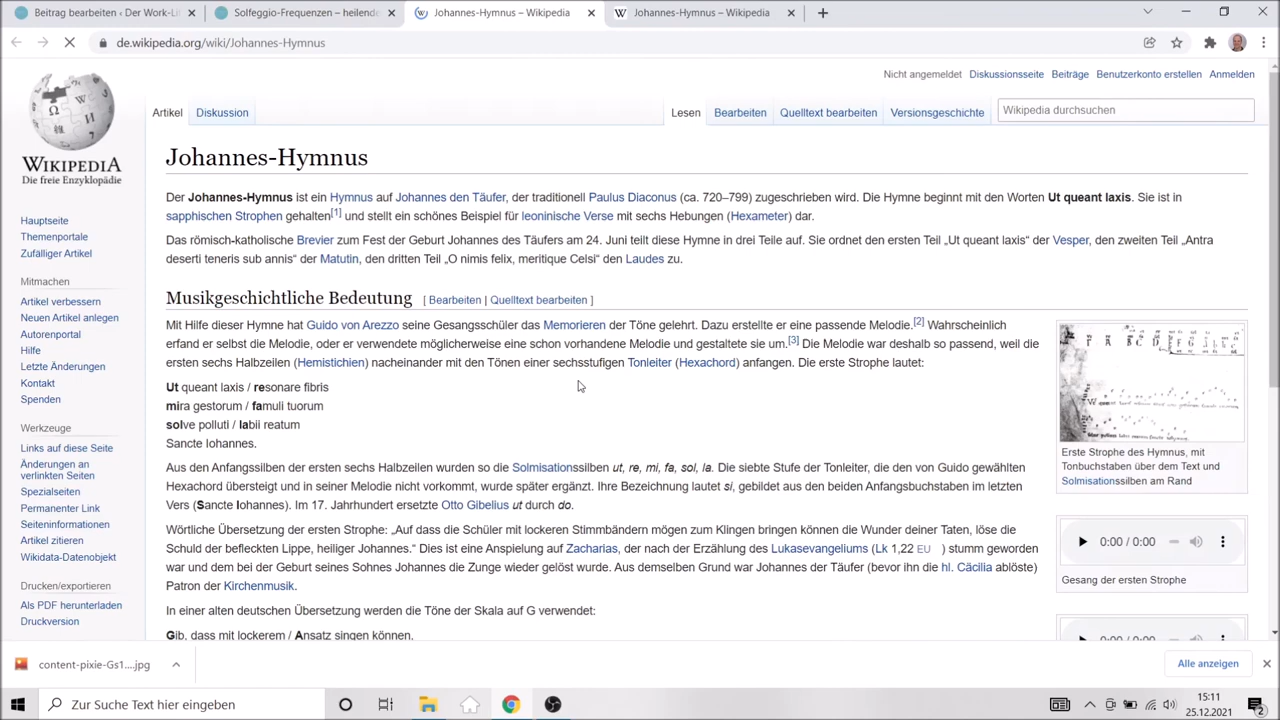 Beitrag bearbeiten ‹ Der Work-Li
Solfeggio-Frequenzen – heilende
Johannes-Hymnus – Wikipedia
Johannes-Hymnus – Wikipedia
de.wikipedia.org/wiki/Johannes-Hymnus
Nicht angemeldet Diskussionsseite Beiträge Benutzerkonto erstellen Anmelden
Artikel Diskussion Lesen Bearbeiten Quelltext bearbeiten Versionsgeschichte Wikipedia durchsuchen
WIKIPEDIA
Die freie Enzyklopädie
Hauptseite
Themenportale
Zufälliger Artikel
Mitmachen
Artikel verbessern
Neuen Artikel anlegen
Autorenportal
Hilfe
Letzte Änderungen
Kontakt
Spenden
Werkzeuge
Links auf diese Seite
Änderungen an
verlinkten Seiten
Spezialseiten
Permanenter Link
Seiteninformationen
Artikel zitieren
Wikidata-Datenobjekt
Drucken/exportieren
Als PDF herunterladen
Druckversion
Johannes-Hymnus
Der Johannes-Hymnus ist ein Hymnus auf Johannes den Täufer, der traditionell Paulus Diaconus (ca. 720–799) zugeschrieben wird. Die Hymne beginnt mit den Worten Ut queant laxis. Sie ist in
sapphischen Strophen gehalten[1] und stellt ein schönes Beispiel für leoninische Verse mit sechs Hebungen (Hexameter) dar.
Das römisch-katholische Brevier zum Fest der Geburt Johannes des Täufers am 24. Juni teilt diese Hymne in drei Teile auf. Sie ordnet den ersten Teil „Ut queant laxis“ der Vesper, den zweiten Teil „Antra
deserti teneris sub annis“ der Matutin, den dritten Teil „O nimis felix, meritique Celsi“ den Laudes zu.
Musikgeschichtliche Bedeutung [ Bearbeiten | Quelltext bearbeiten ]
Mit Hilfe dieser Hymne hat Guido von Arezzo seine Gesangsschüler das Memorieren der Töne gelehrt. Dazu erstellte er eine passende Melodie.[2] Wahrscheinlich
erfand er selbst die Melodie, oder er verwendete möglicherweise eine schon vorhandene Melodie und gestaltete sie um.[3] Die Melodie war deshalb so passend, weil die
ersten sechs Halbzeilen (Hemistichien) nacheinander mit den Tönen einer sechsstufigen Tonleiter (Hexachord) anfangen. Die erste Strophe lautet:
Ut queant laxis / resonare fibris
mira gestorum / famuli tuorum
solve polluti / labii reatum
Sancte Iohannes.
Aus den Anfangssilben der ersten sechs Halbzeilen wurden so die Solmisationssilben ut, re, mi, fa, sol, la. Die siebte Stufe der Tonleiter, die den von Guido gewählten
Hexachord übersteigt und in seiner Melodie nicht vorkommt, wurde später ergänzt. Ihre Bezeichnung lautet si, gebildet aus den beiden Anfangsbuchstaben im letzten
Vers (Sancte Iohannes). Im 17. Jahrhundert ersetzte Otto Gibelius ut durch do.
Wörtliche Übersetzung der ersten Strophe: „Auf dass die Schüler mit lockeren Stimmbändern mögen zum Klingen bringen können die Wunder deiner Taten, löse die
Schuld der befleckten Lippe, heiliger Johannes.“ Dies ist eine Anspielung auf Zacharias, der nach der Erzählung des Lukasevangeliums (Lk 1,22 EU ) stumm geworden
war und dem bei der Geburt seines Sohnes Johannes die Zunge wieder gelöst wurde. Aus demselben Grund war Johannes der Täufer (bevor ihn die hl. Cäcilia ablöste)
Patron der Kirchenmusik.
In einer alten deutschen Übersetzung werden die Töne der Skala auf G verwendet:
Gib, dass mit lockerem / Ansatz singen können,
Erste Strophe des Hymnus, mit
Tonbuchstaben über dem Text und
Solmisationssilben am Rand
0:00 / 0:00
Gesang der ersten Strophe
0:00 / 0:00
content-pixie-Gs1....jpg
Alle anzeigen
Zur Suche Text hier eingeben
15:11
25.12.2021
2